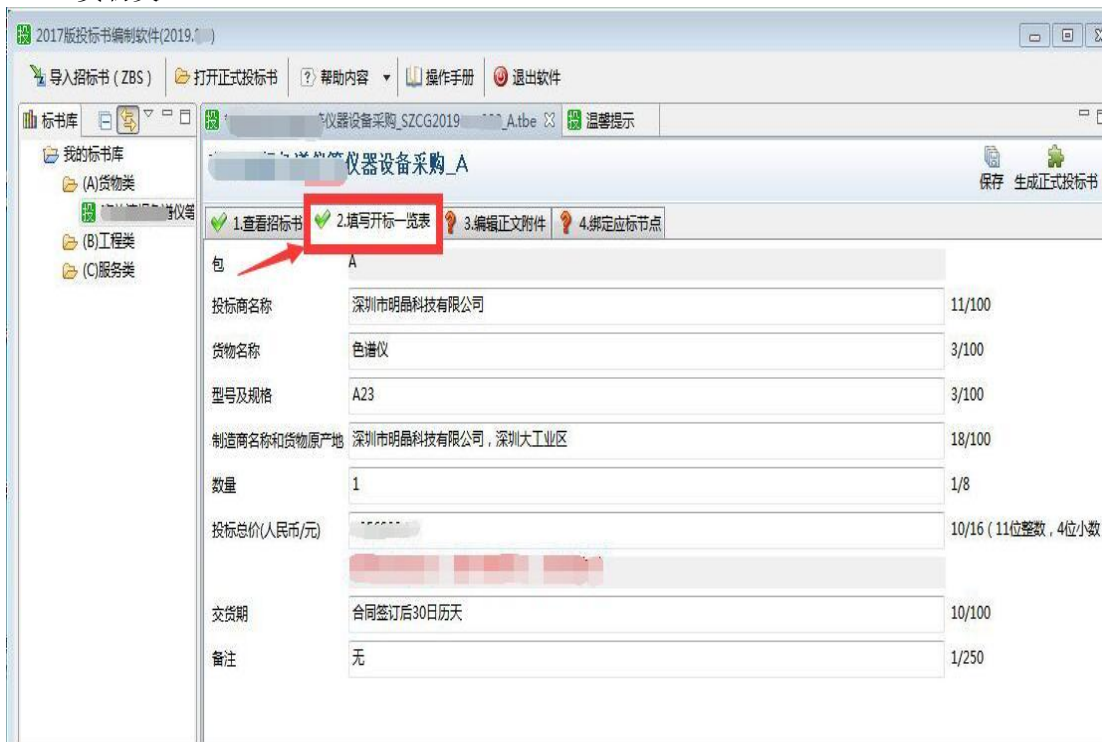 2017版投标书编制软件(2019.
导入招标书 ( ZBS ) 打开正式投标书 帮助内容 操作手册 退出软件
标书库 仪器设备采购_SZCG2019 _A.tbe 温馨提示
我的标书库
(A)货物类
(B)工程类
(C)服务类
仪器设备采购_A
保存 生成正式投标书
1.查看招标书 2.填写开标一览表 3.编辑正文附件 4.绑定应标节点
包 A
投标商名称 深圳市明晶科技有限公司 11/100
货物名称 色谱仪 3/100
型号及规格 A23 3/100
制造商名称和货物原产地 深圳市明晶科技有限公司，深圳大工业区 18/100
数量 1 1/8
投标总价(人民币/元) 10/16 ( 11位整数，4位小数
交货期 合同签订后30日历天 10/100
备注 无 1/250